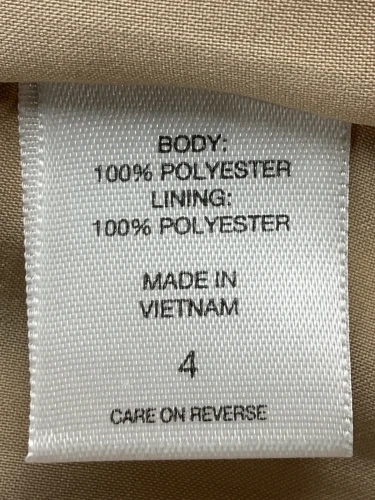 BODY:
100% POLYESTER
LINING:
100% POLYESTER
MADE IN
VIETNAM
4
CARE ON REVERSE